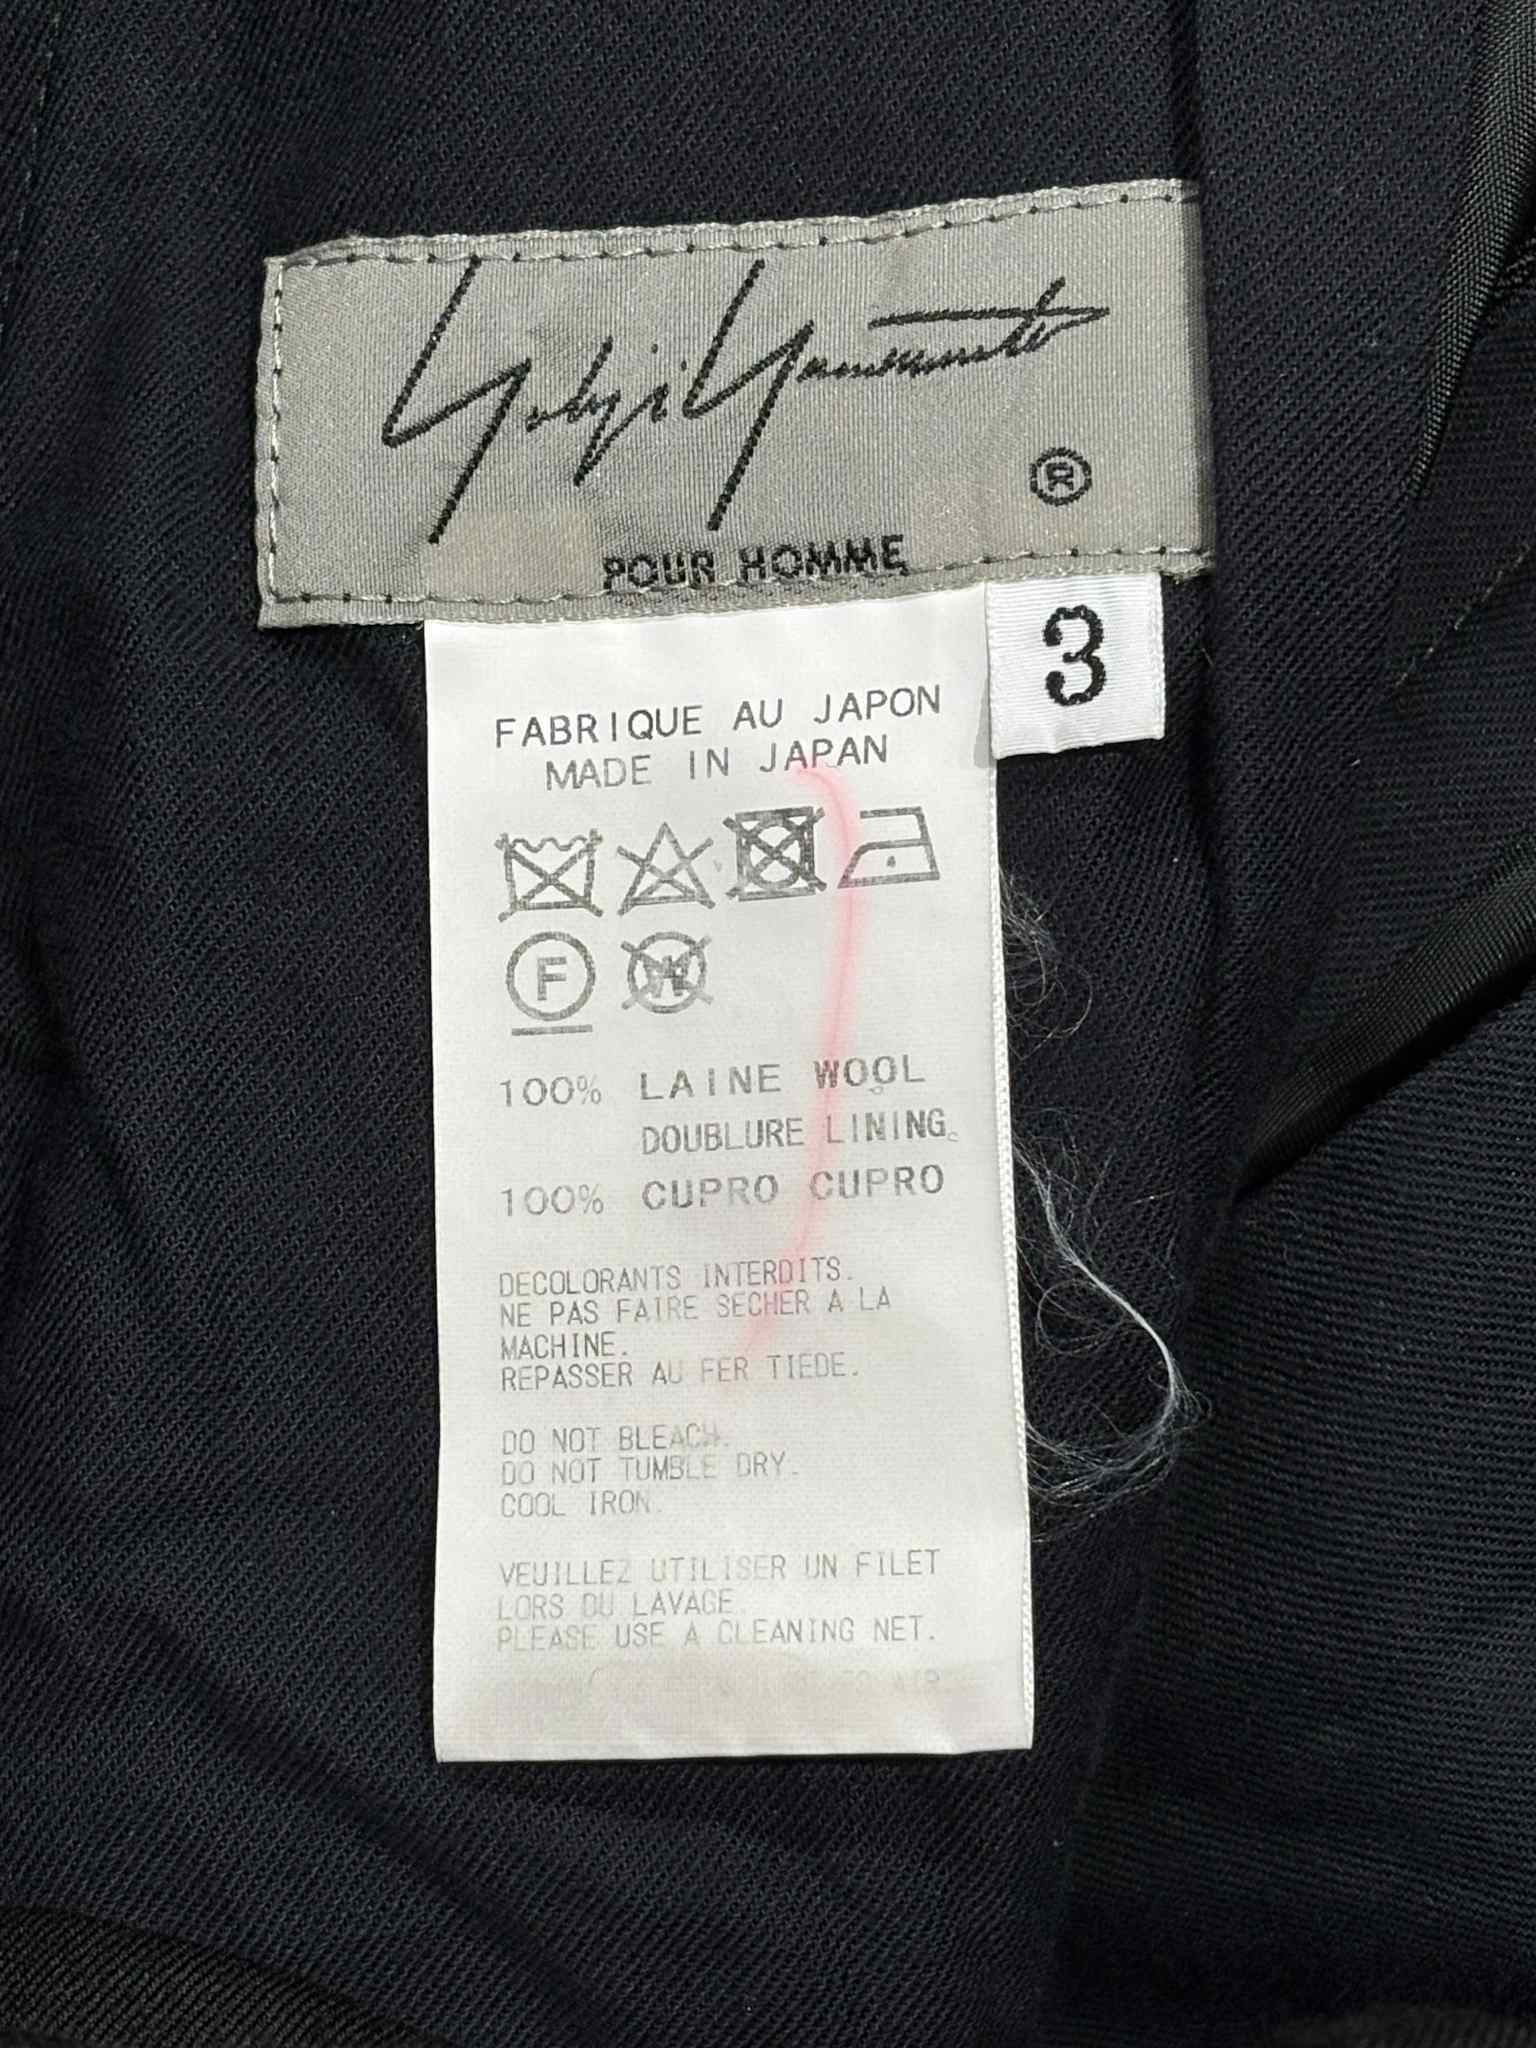 Yohji Yamamoto
®
POUR HOMME
3
FABRIQUE AU JAPON
MADE IN JAPAN
F W
100% LAINE WOOL
DOUBLURE LINING
100% CUPRO CUPRO
DECOLORANTS INTERDITS.
NE PAS FAIRE SECHER A LA
MACHINE.
REPASSER AU FER TIEDE.
DO NOT BLEACH.
DO NOT TUMBLE DRY.
COOL IRON.
VEUILLEZ UTILISER UN FILET
LORS DU LAVAGE.
PLEASE USE A CLEANING NET.
AIR